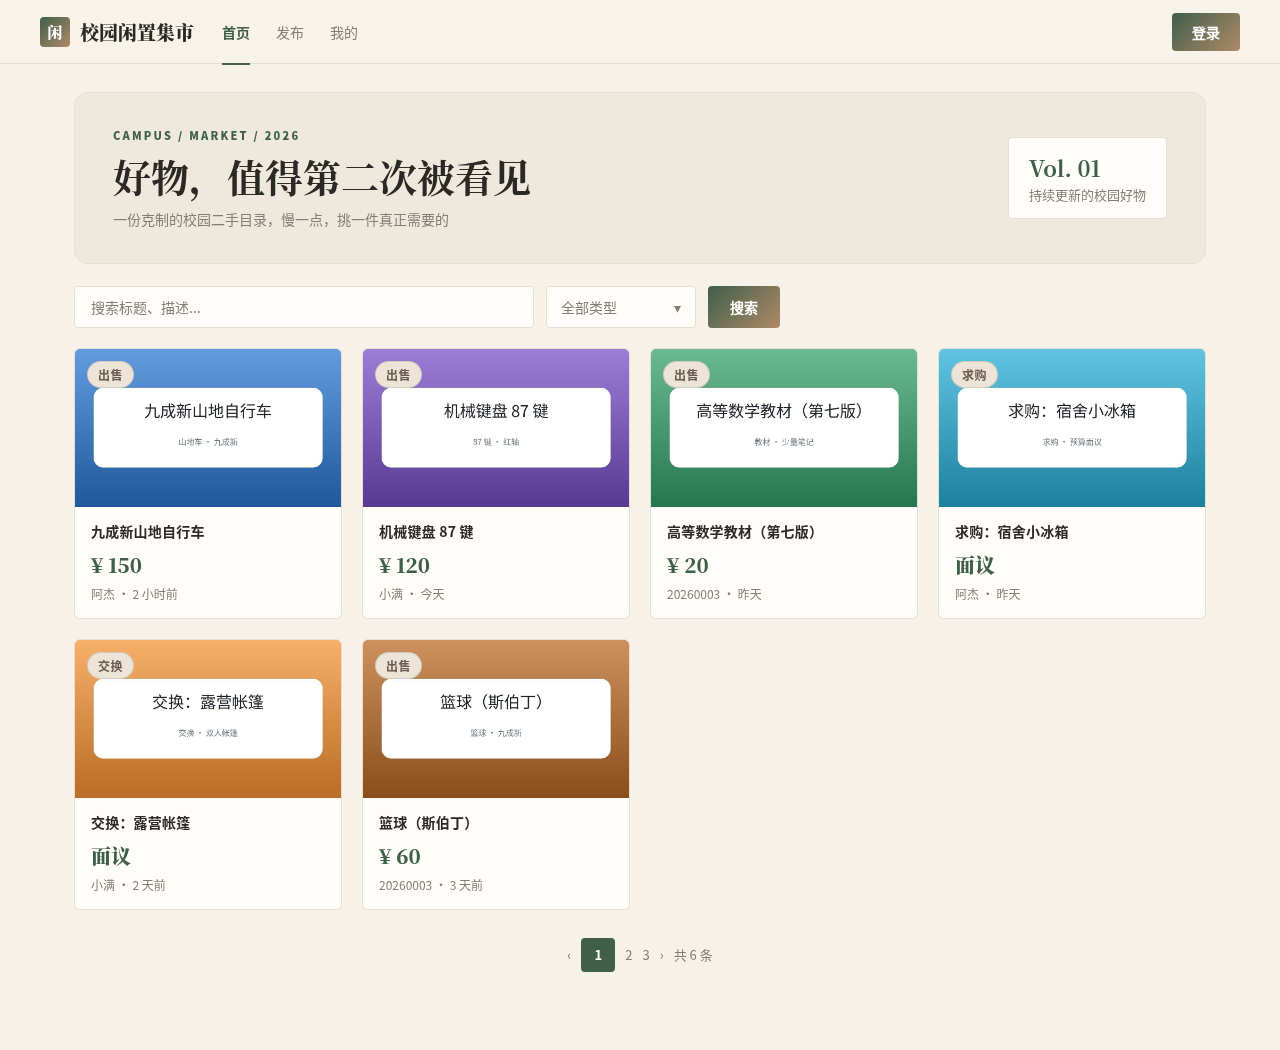 闲 校园闲置集市 首页 发布 我的 登录
CAMPUS / MARKET / 2026
好物，值得第二次被看见
一份克制的校园二手目录，慢一点，挑一件真正需要的
Vol. 01
持续更新的校园好物
搜索标题、描述... 全部类型 ▾ 搜索
出售
九成新山地自行车
山地车 · 九成新
九成新山地自行车
¥ 150
阿杰 · 2 小时前
出售
机械键盘 87 键
87 键 · 红轴
机械键盘 87 键
¥ 120
小满 · 今天
出售
高等数学教材（第七版）
教材 · 少量笔记
高等数学教材（第七版）
¥ 20
20260003 · 昨天
求购
求购：宿舍小冰箱
求购 · 预算面议
求购：宿舍小冰箱
面议
阿杰 · 昨天
交换
交换：露营帐篷
交换 · 双人帐篷
交换：露营帐篷
面议
小满 · 2 天前
出售
篮球（斯伯丁）
篮球 · 九成新
篮球（斯伯丁）
¥ 60
20260003 · 3 天前
‹ 1 2 3 › 共 6 条